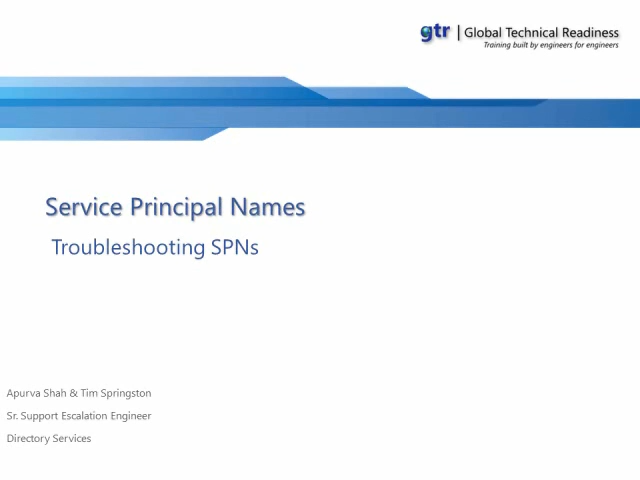 gtr | Global Technical Readiness
Training built by engineers for engineers
Service Principal Names
Troubleshooting SPNs
Apurva Shah & Tim Springston
Sr. Support Escalation Engineer
Directory Services